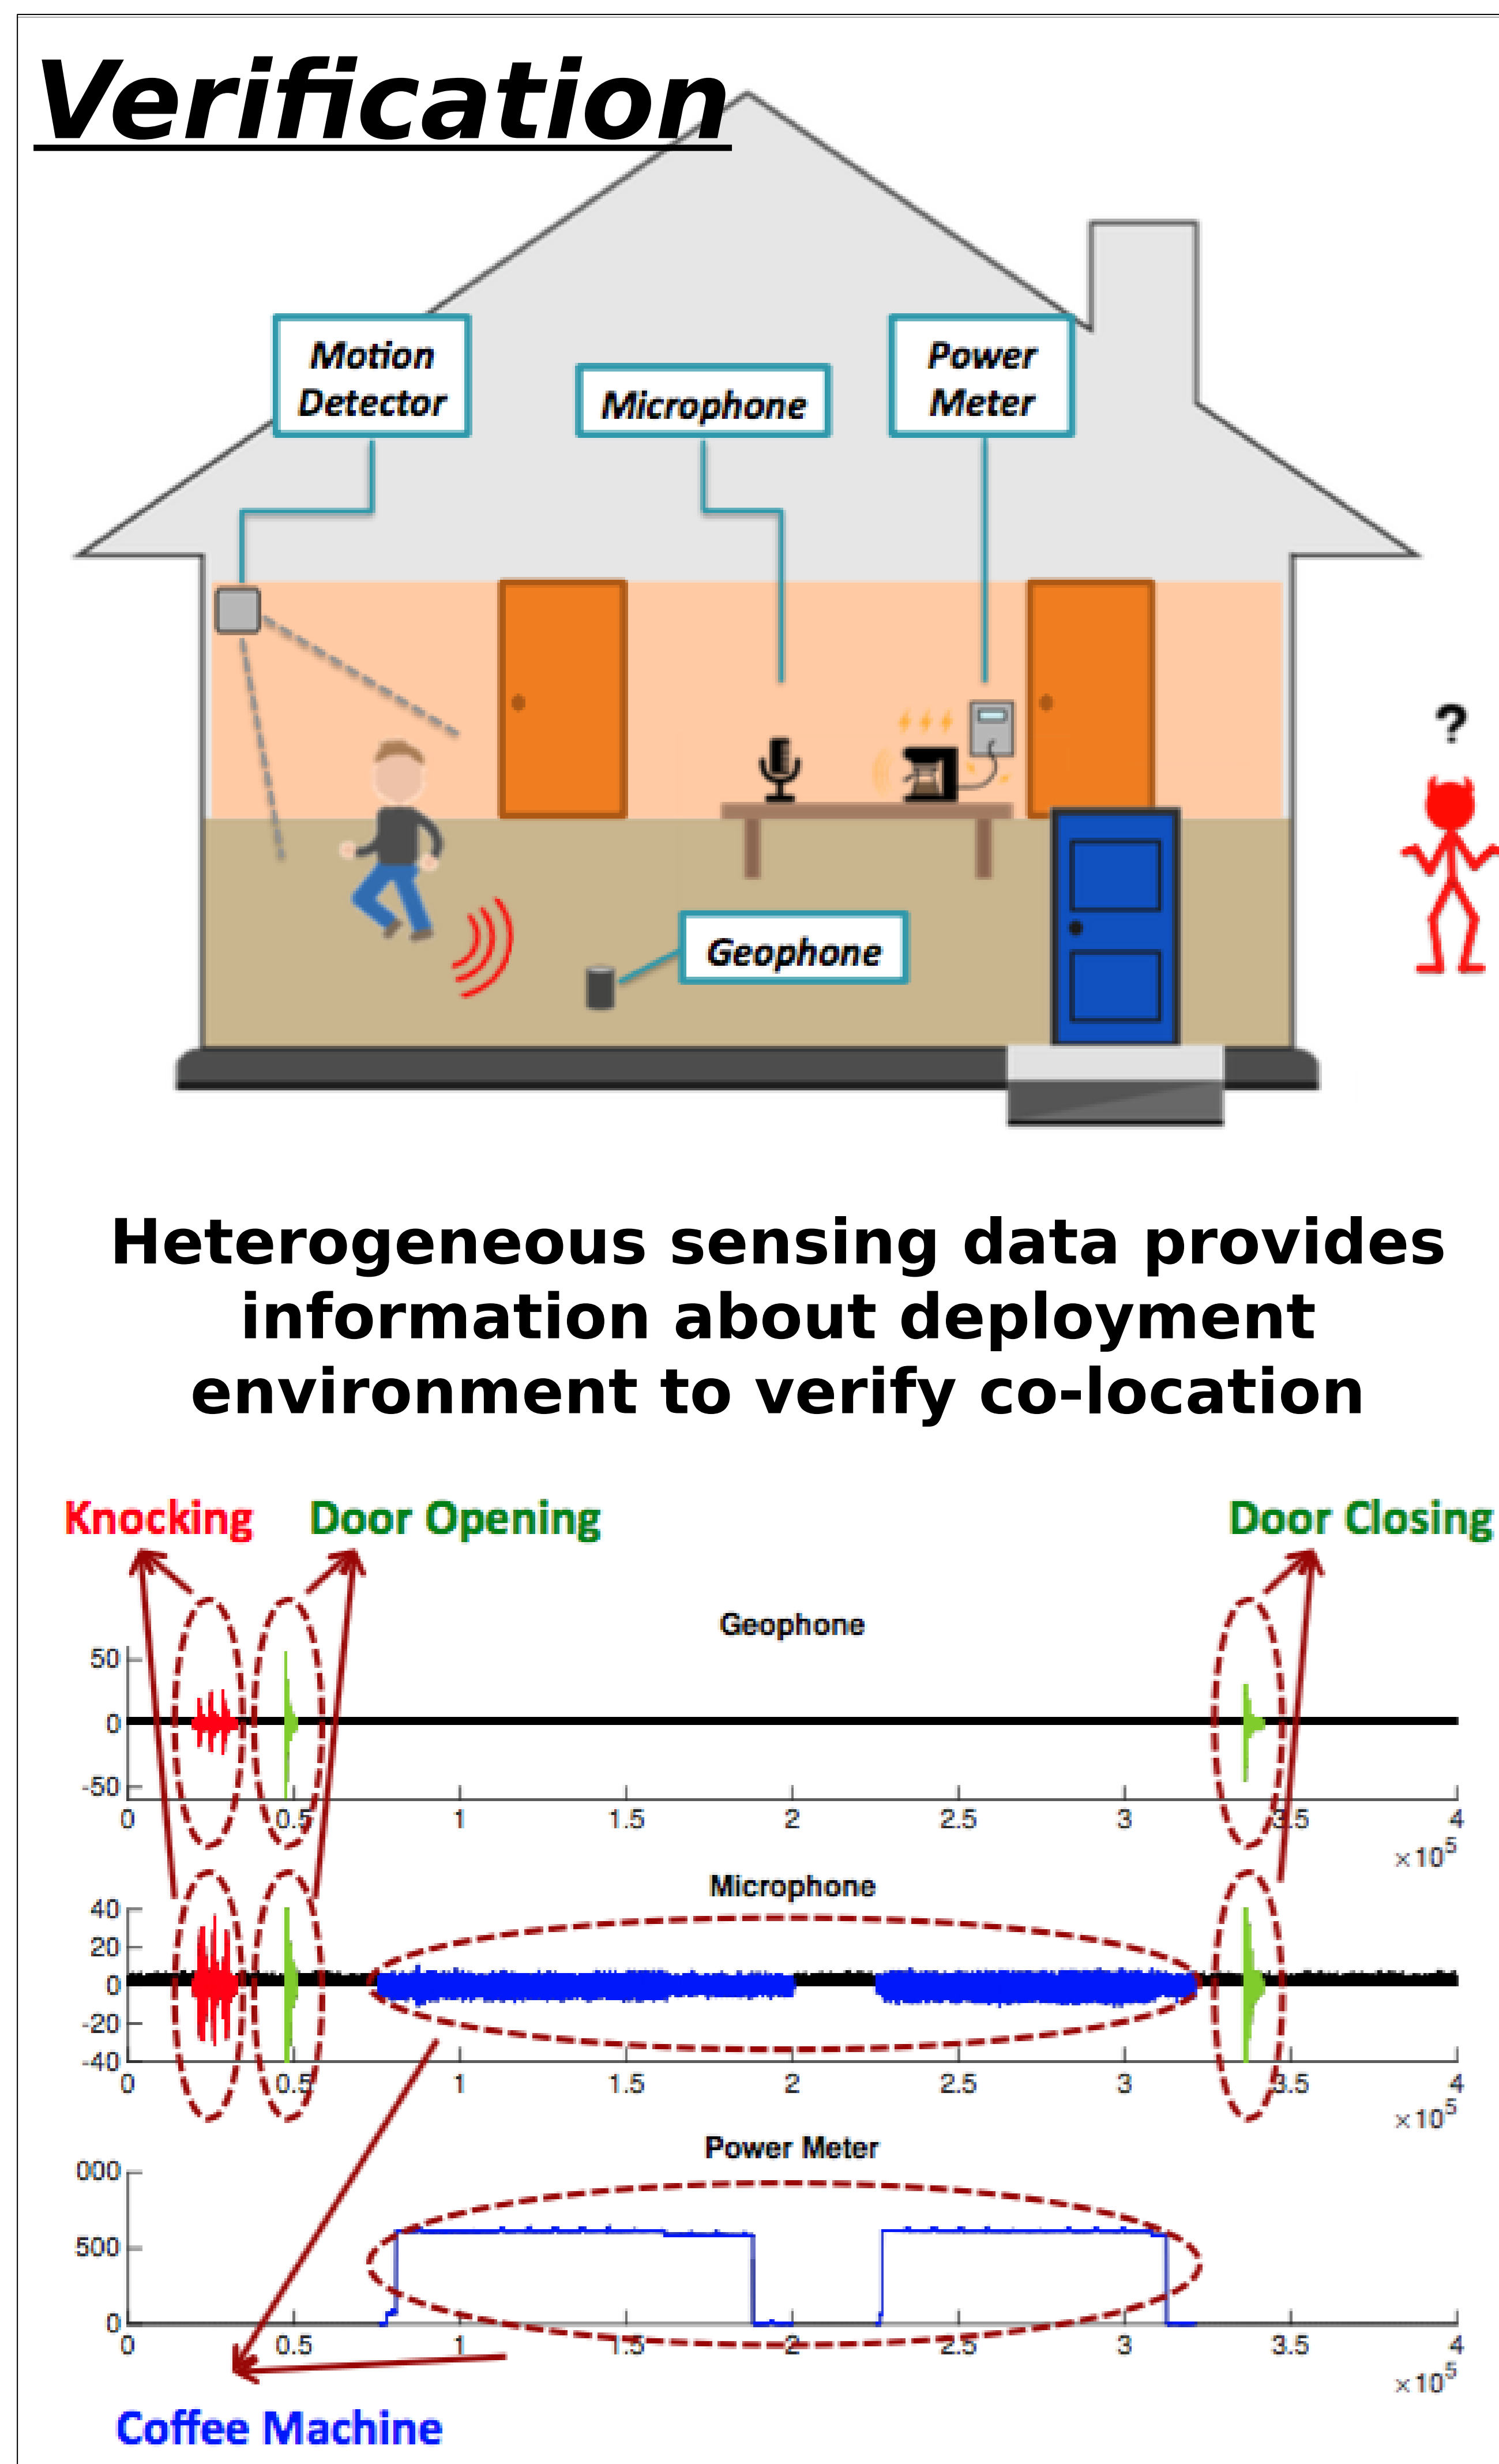 Verification
Motion
Detector
Microphone
Power
Meter
?
Geophone
Heterogeneous sensing data provides
information about deployment
environment to verify co-location
Knocking
Door Opening
Door Closing
Geophone
50
0
-50
0 0.5 1 1.5 2 2.5 3 3.5 4
×10⁵
Microphone
40
20
0
-20
-40
0 0.5 1 1.5 2 2.5 3 3.5 4
×10⁵
Power Meter
000
500
0
0 0.5 1 1.5 2 2.5 3 3.5 4
×10⁵
Coffee Machine